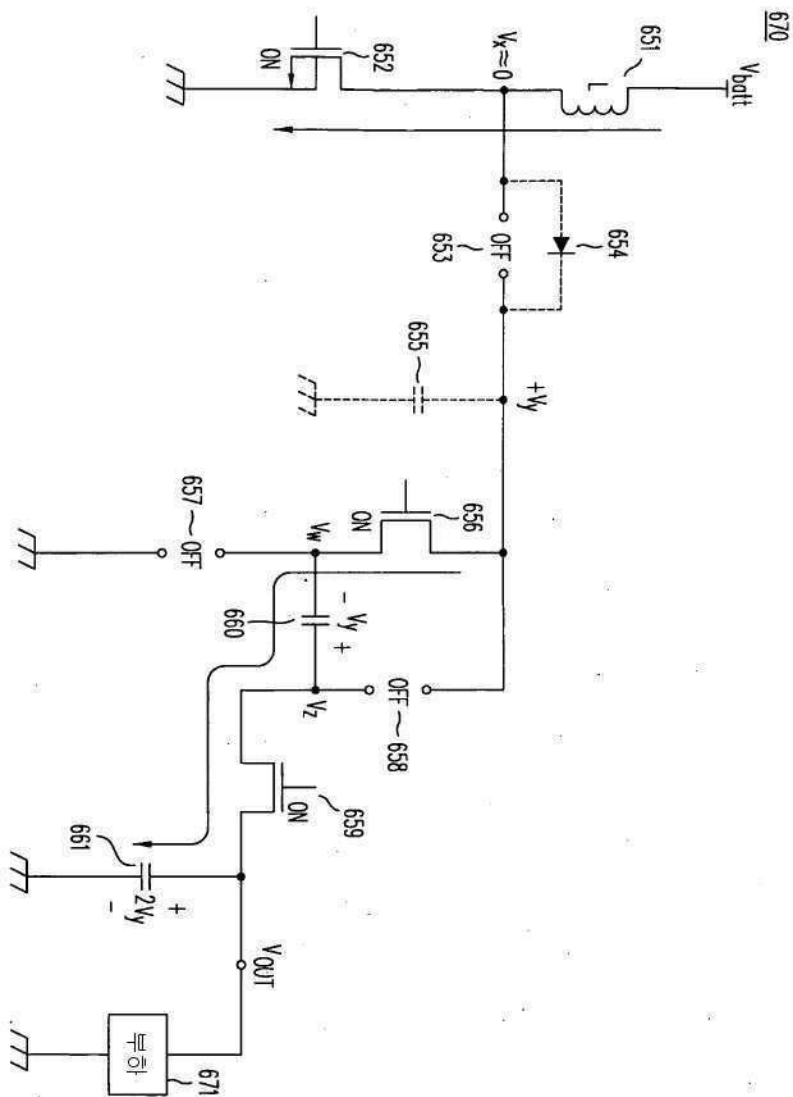 670
Vbatt
651
L
Vx≈0
652
ON
654
OFF
653
655
+Vy
656
ON
657
OFF
Vw
- Vy +
660
Vz
OFF
658
659
ON
661
+
2Vy
-
VOUT
부하
671